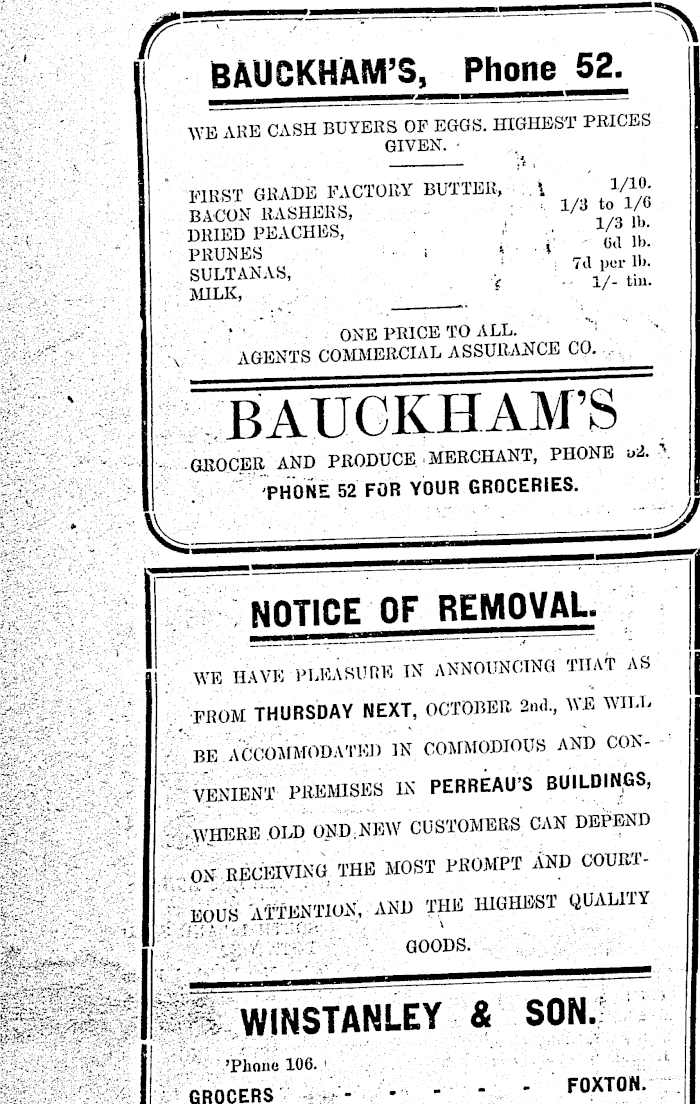 BAUCKHAM'S, Phone 52.
WE ARE CASH BUYERS OF EGGS. HIGHEST PRICES
GIVEN.
FIRST GRADE FACTORY BUTTER, 1/10.
BACON RASHERS, 1/3 to 1/6
DRIED PEACHES, 1/3 lb.
PRUNES 6d lb.
SULTANAS, 7d per lb.
MILK, 1/- tin.
ONE PRICE TO ALL.
AGENTS COMMERCIAL ASSURANCE CO.
BAUCKHAM'S
GROCER AND PRODUCE MERCHANT, PHONE 52.
'PHONE 52 FOR YOUR GROCERIES.
NOTICE OF REMOVAL.
WE HAVE PLEASURE IN ANNOUNCING THAT AS
FROM THURSDAY NEXT, OCTOBER 2nd., WE WILL
BE ACCOMMODATED IN COMMODIOUS AND CON-
VENIENT PREMISES IN PERREAU'S BUILDINGS,
WHERE OLD OND NEW CUSTOMERS CAN DEPEND
ON RECEIVING THE MOST PROMPT AND COURT-
EOUS ATTENTION, AND THE HIGHEST QUALITY
GOODS.
WINSTANLEY & SON.
'Phone 106.
GROCERS - - - - - FOXTON.